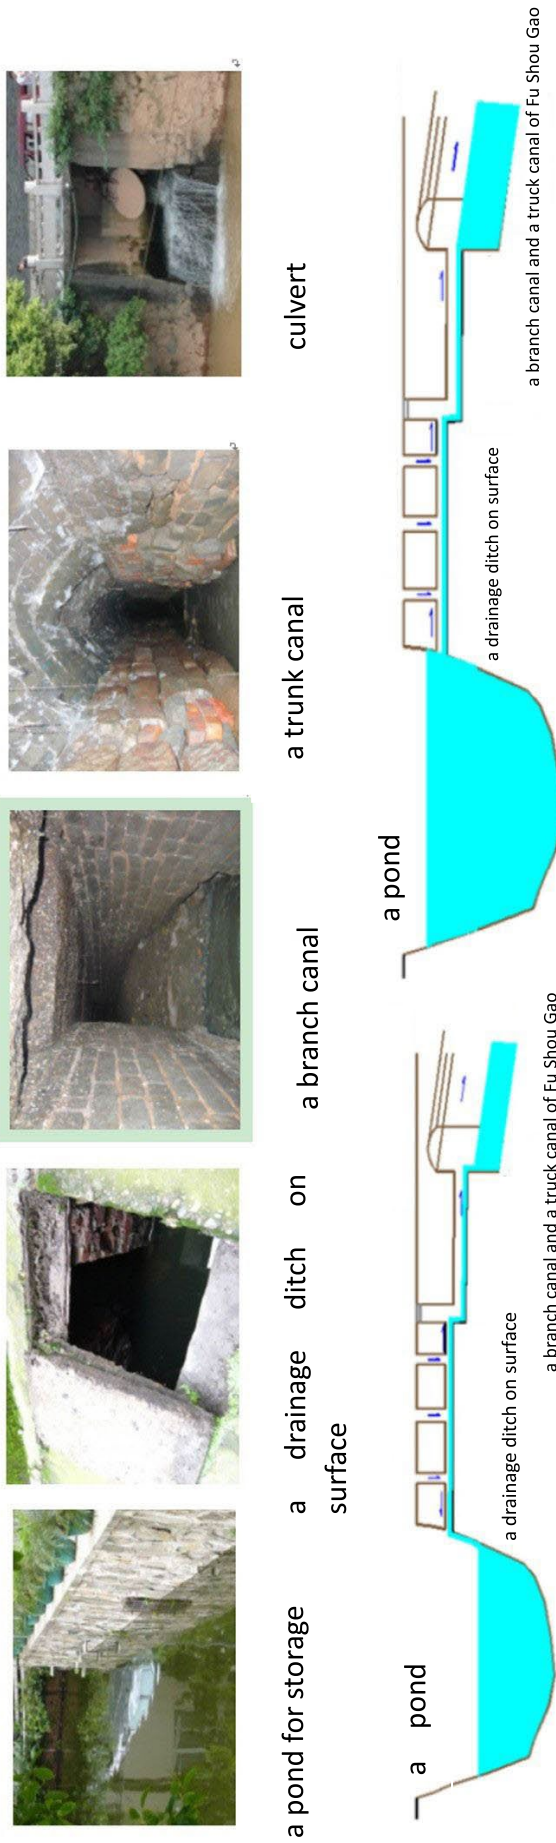 a pond for storage
a drainage ditch on
surface
a branch canal
a trunk canal
culvert
a pond
a drainage ditch on surface
a branch canal and a truck canal of Fu Shou Gao
a pond
a drainage ditch on surface
a branch canal and a truck canal of Fu Shou Gao